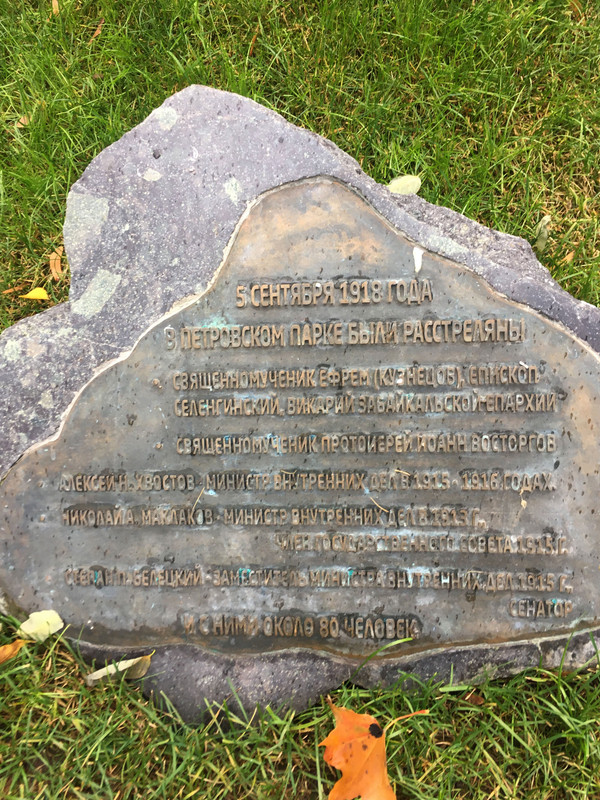 5 СЕНТЯБРЯ 1918 ГОДА
В ПЕТРОВСКОМ ПАРКЕ БЫЛИ РАССТРЕЛЯНЫ
СВЯЩЕННОМУЧЕНИК ЕФРЕМ (КУЗНЕЦОВ), ЕПИСКОП
СЕЛЕНГИНСКИЙ, ВИКАРИЙ ЗАБАЙКАЛЬСКОЙ ЕПАРХИИ
СВЯЩЕННОМУЧЕНИК ПРОТОИЕРЕЙ ИОАНН ВОСТОРГОВ
АЛЕКСЕЙ Н. ХВОСТОВ - МИНИСТР ВНУТРЕННИХ ДЕЛ В 1915 - 1916 ГОДАХ.
НИКОЛАЙ А. МАКЛАКОВ - МИНИСТР ВНУТРЕННИХ ДЕЛ В 1915 Г.,
ЧЛЕН ГОСУДАРСТВЕННОГО СОВЕТА 1915 Г.
СТЕПАН П. БЕЛЕЦКИЙ - ЗАМЕСТИТЕЛЬ МИНИСТРА ВНУТРЕННИХ ДЕЛ 1915 Г.,
СЕНАТОР
И С НИМИ ОКОЛО 80 ЧЕЛОВЕК